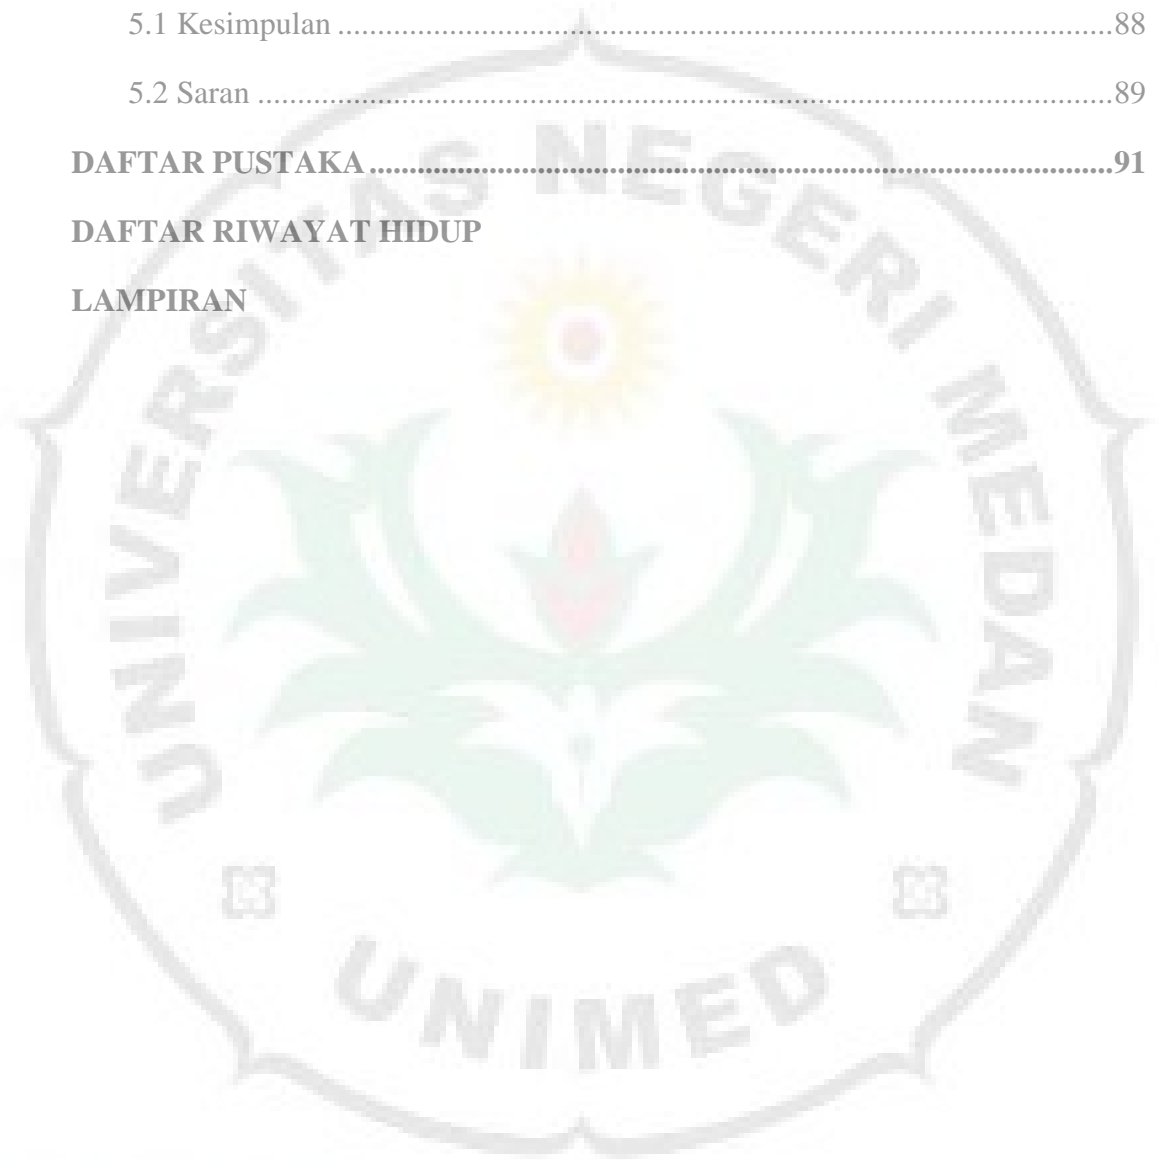 5.1 Kesimpulan ................................................................................................. 88
5.2 Saran ........................................................................................................... 89
DAFTAR PUSTAKA ............................................................................................. 91
DAFTAR RIWAYAT HIDUP
LAMPIRAN
UNIVERSITAS NEGERI MEDAN
UNIMED